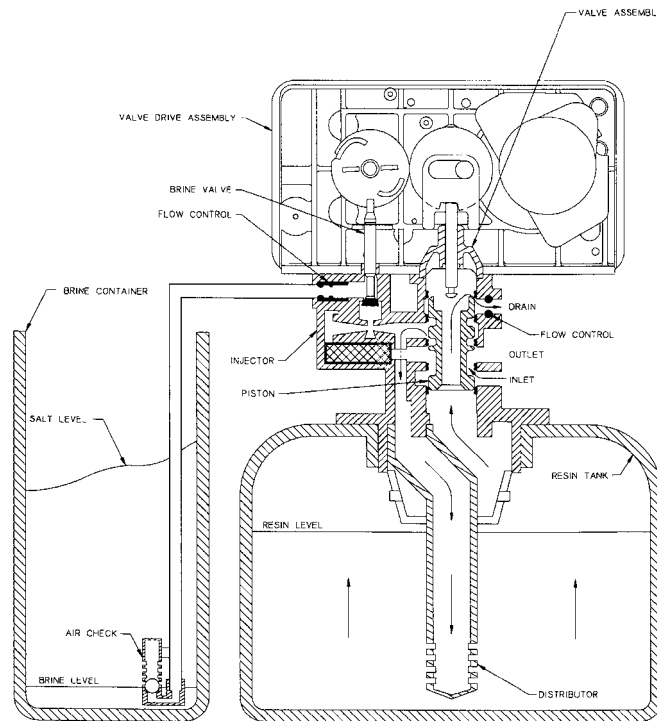 VALVE ASSEMBL
VALVE DRIVE ASSEMBLY
BRINE VALVE
FLOW CONTROL
BRINE CONTAINER
DRAIN
FLOW CONTROL
INJECTOR
OUTLET
INLET
PISTON
SALT LEVEL
RESIN TANK
RESIN LEVEL
AIR CHECK
BRINE LEVEL
DISTRIBUTOR